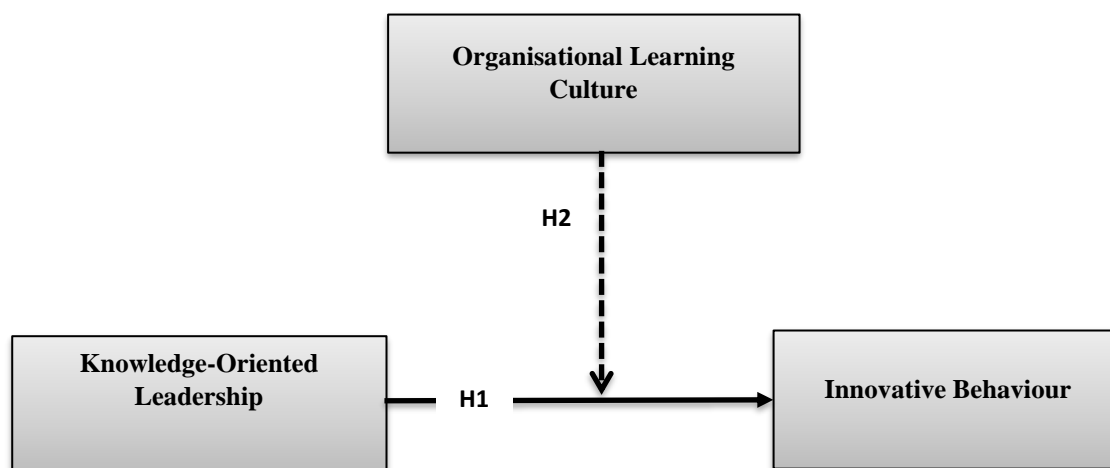 Organisational Learning
Culture
H2
Knowledge-Oriented
Leadership
H1
Innovative Behaviour